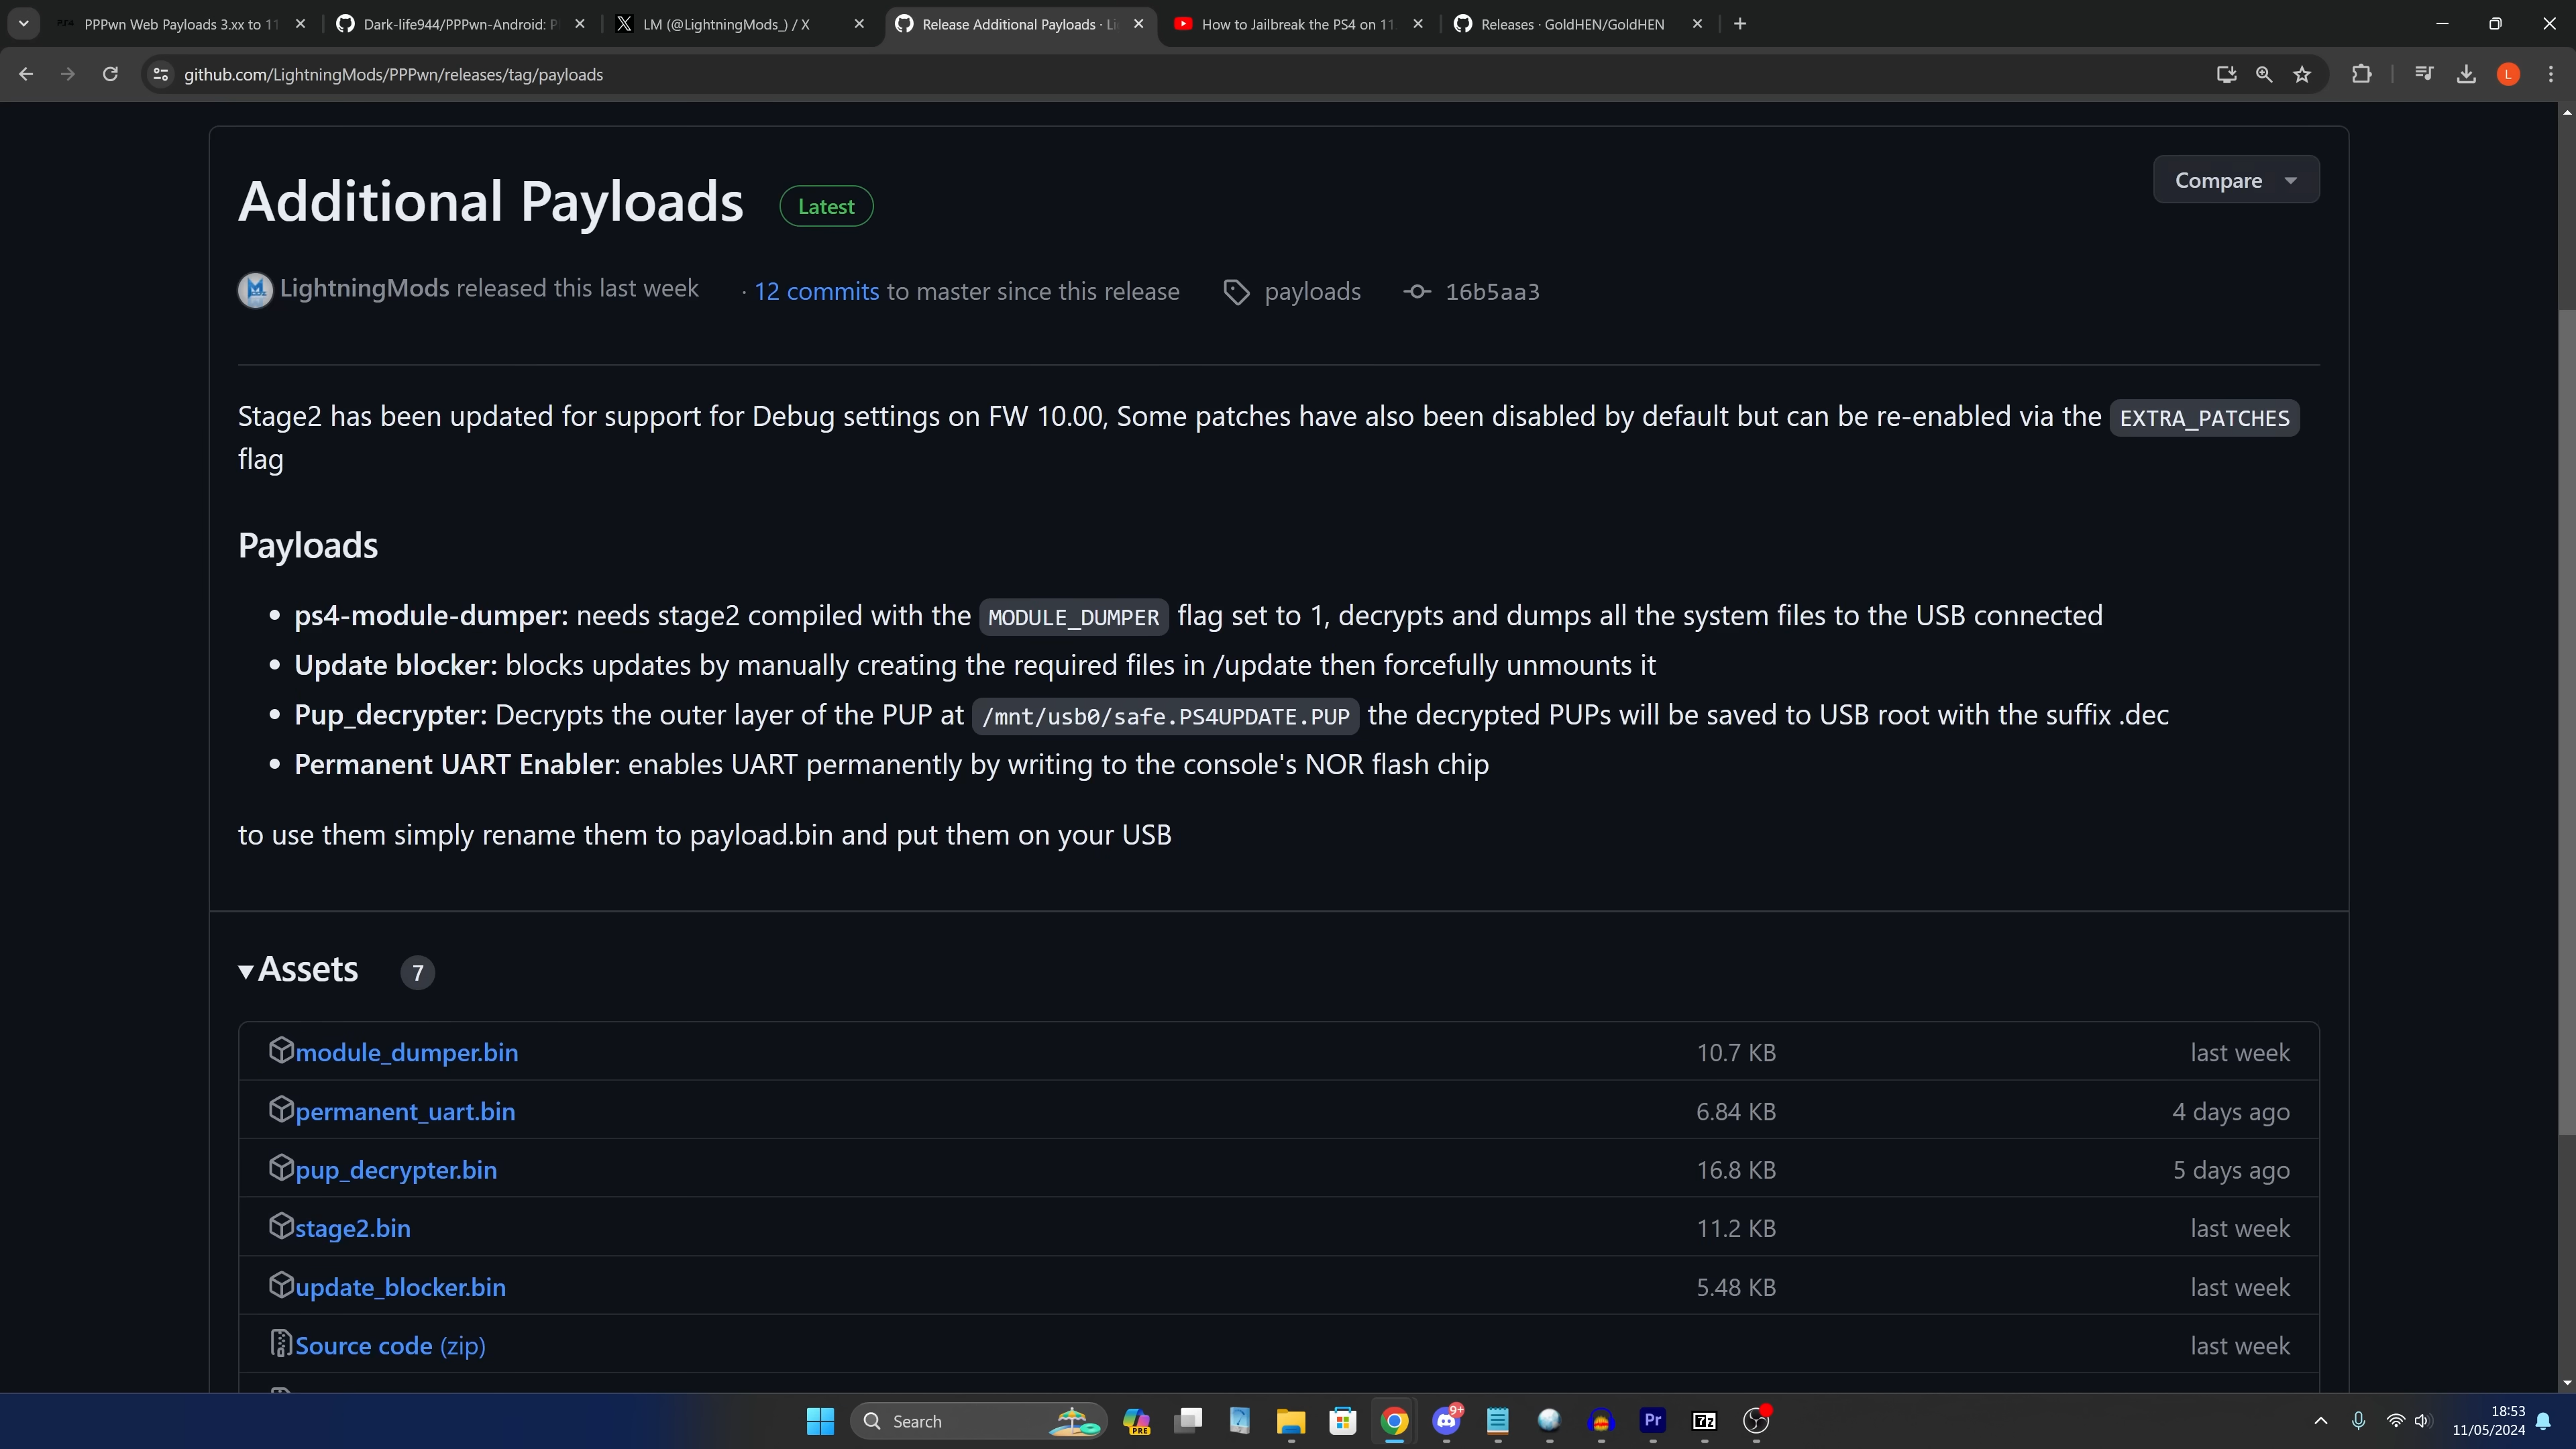 PS4 PPPwn Web Payloads 3.xx to 11
Dark-life944/PPPwn-Android: P
LM (@LightningMods_) / X
Release Additional Payloads · Li
How to Jailbreak the PS4 on 11.
Releases · GoldHEN/GoldHEN
github.com/LightningMods/PPPwn/releases/tag/payloads
L
Additional Payloads
Latest
Compare
LightningMods released this last week
· 12 commits to master since this release
payloads
16b5aa3
Stage2 has been updated for support for Debug settings on FW 10.00, Some patches have also been disabled by default but can be re-enabled via the EXTRA_PATCHES
flag
Payloads
• ps4-module-dumper: needs stage2 compiled with the MODULE_DUMPER flag set to 1, decrypts and dumps all the system files to the USB connected
• Update blocker: blocks updates by manually creating the required files in /update then forcefully unmounts it
• Pup_decrypter: Decrypts the outer layer of the PUP at /mnt/usb0/safe.PS4UPDATE.PUP the decrypted PUPs will be saved to USB root with the suffix .dec
• Permanent UART Enabler: enables UART permanently by writing to the console's NOR flash chip
to use them simply rename them to payload.bin and put them on your USB
Assets 7
module_dumper.bin 10.7 KB last week
permanent_uart.bin 6.84 KB 4 days ago
pup_decrypter.bin 16.8 KB 5 days ago
stage2.bin 11.2 KB last week
update_blocker.bin 5.48 KB last week
Source code (zip) last week
Search
PRE
9+
Pr
7z
18:53
11/05/2024